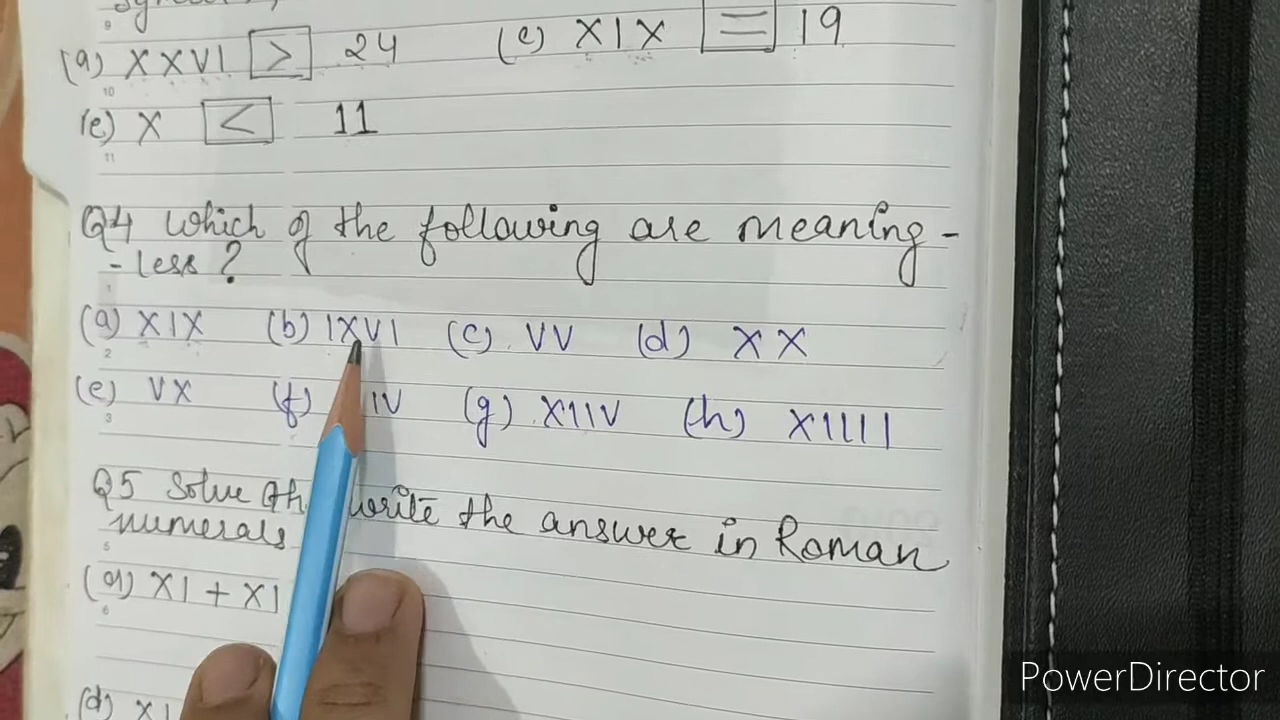 (a) XXVI > 24 (c) XIX = 19
(e) X < 11
Q4 which of the following are meaning-
-less ?
(a) XIX (b) IXVI (c) VV (d) XX
(e) VX (f) IV (g) XIIV (h) XIIII
Q5 Solve write the answer in Roman
numerals
(a) XI + XI
(d) XI
PowerDirector